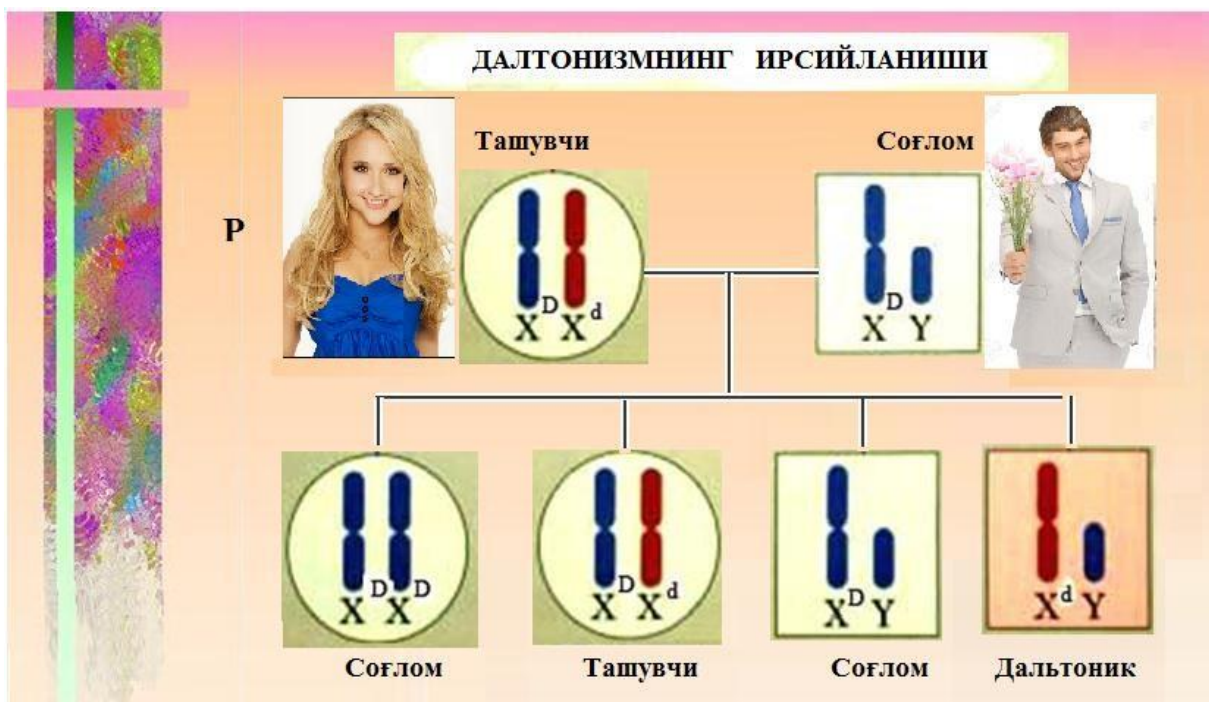 ДАЛТОНИЗМНИНГ ИРСИЙЛАНИШИ
Ташувчи Соғлом
P
X D X d X D Y
X D X D X D X d X D Y X d Y
Соғлом Ташувчи Соғлом Дальтоник